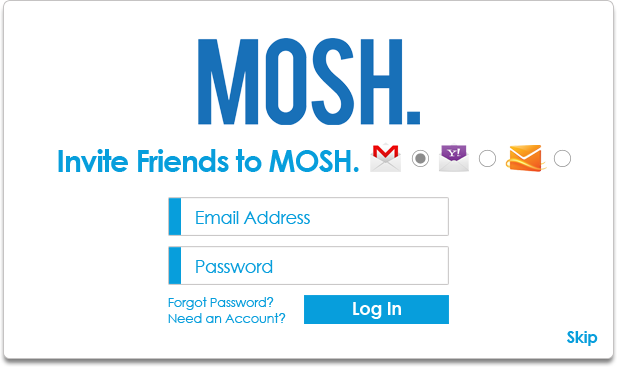 MOSH.
Invite Friends to MOSH.
Y!
Email Address
Password
Forgot Password?
Need an Account?
Log In
Skip